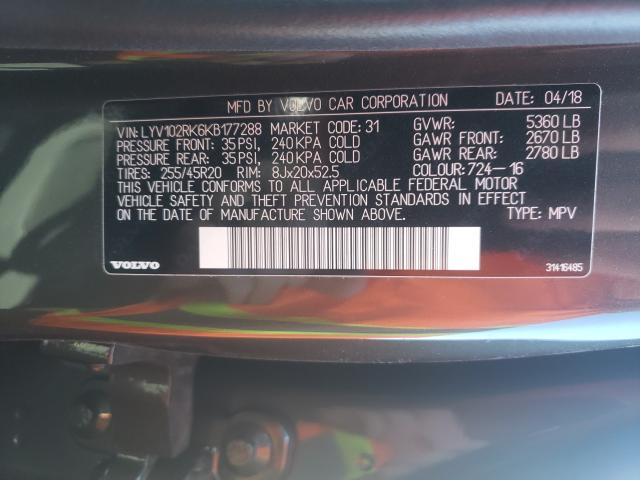 MFD BY VOLVO CAR CORPORATION DATE: 04/18
VIN: LYV102RK6KB177288 MARKET CODE: 31 GVWR: 5360 LB
PRESSURE FRONT: 35 PSI, 240 KPA COLD GAWR FRONT: 2670 LB
PRESSURE REAR: 35 PSI, 240 KPA COLD GAWR REAR: 2780 LB
TIRES: 255/45R20 RIM: 8Jx20x52.5 COLOUR: 724-16
THIS VEHICLE CONFORMS TO ALL APPLICABLE FEDERAL MOTOR
VEHICLE SAFETY AND THEFT PREVENTION STANDARDS IN EFFECT
ON THE DATE OF MANUFACTURE SHOWN ABOVE. TYPE: MPV
VOLVO 31416485